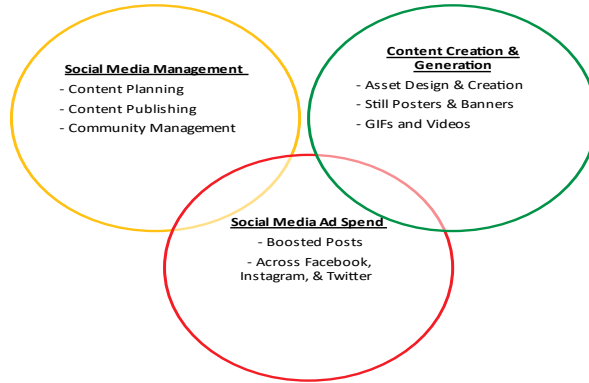 Social Media Management
- Content Planning
- Content Publishing
- Community Management
Content Creation &
Generation
- Asset Design & Creation
- Still Posters & Banners
- GIFs and Videos
Social Media Ad Spend
- Boosted Posts
- Across Facebook,
Instagram, & Twitter